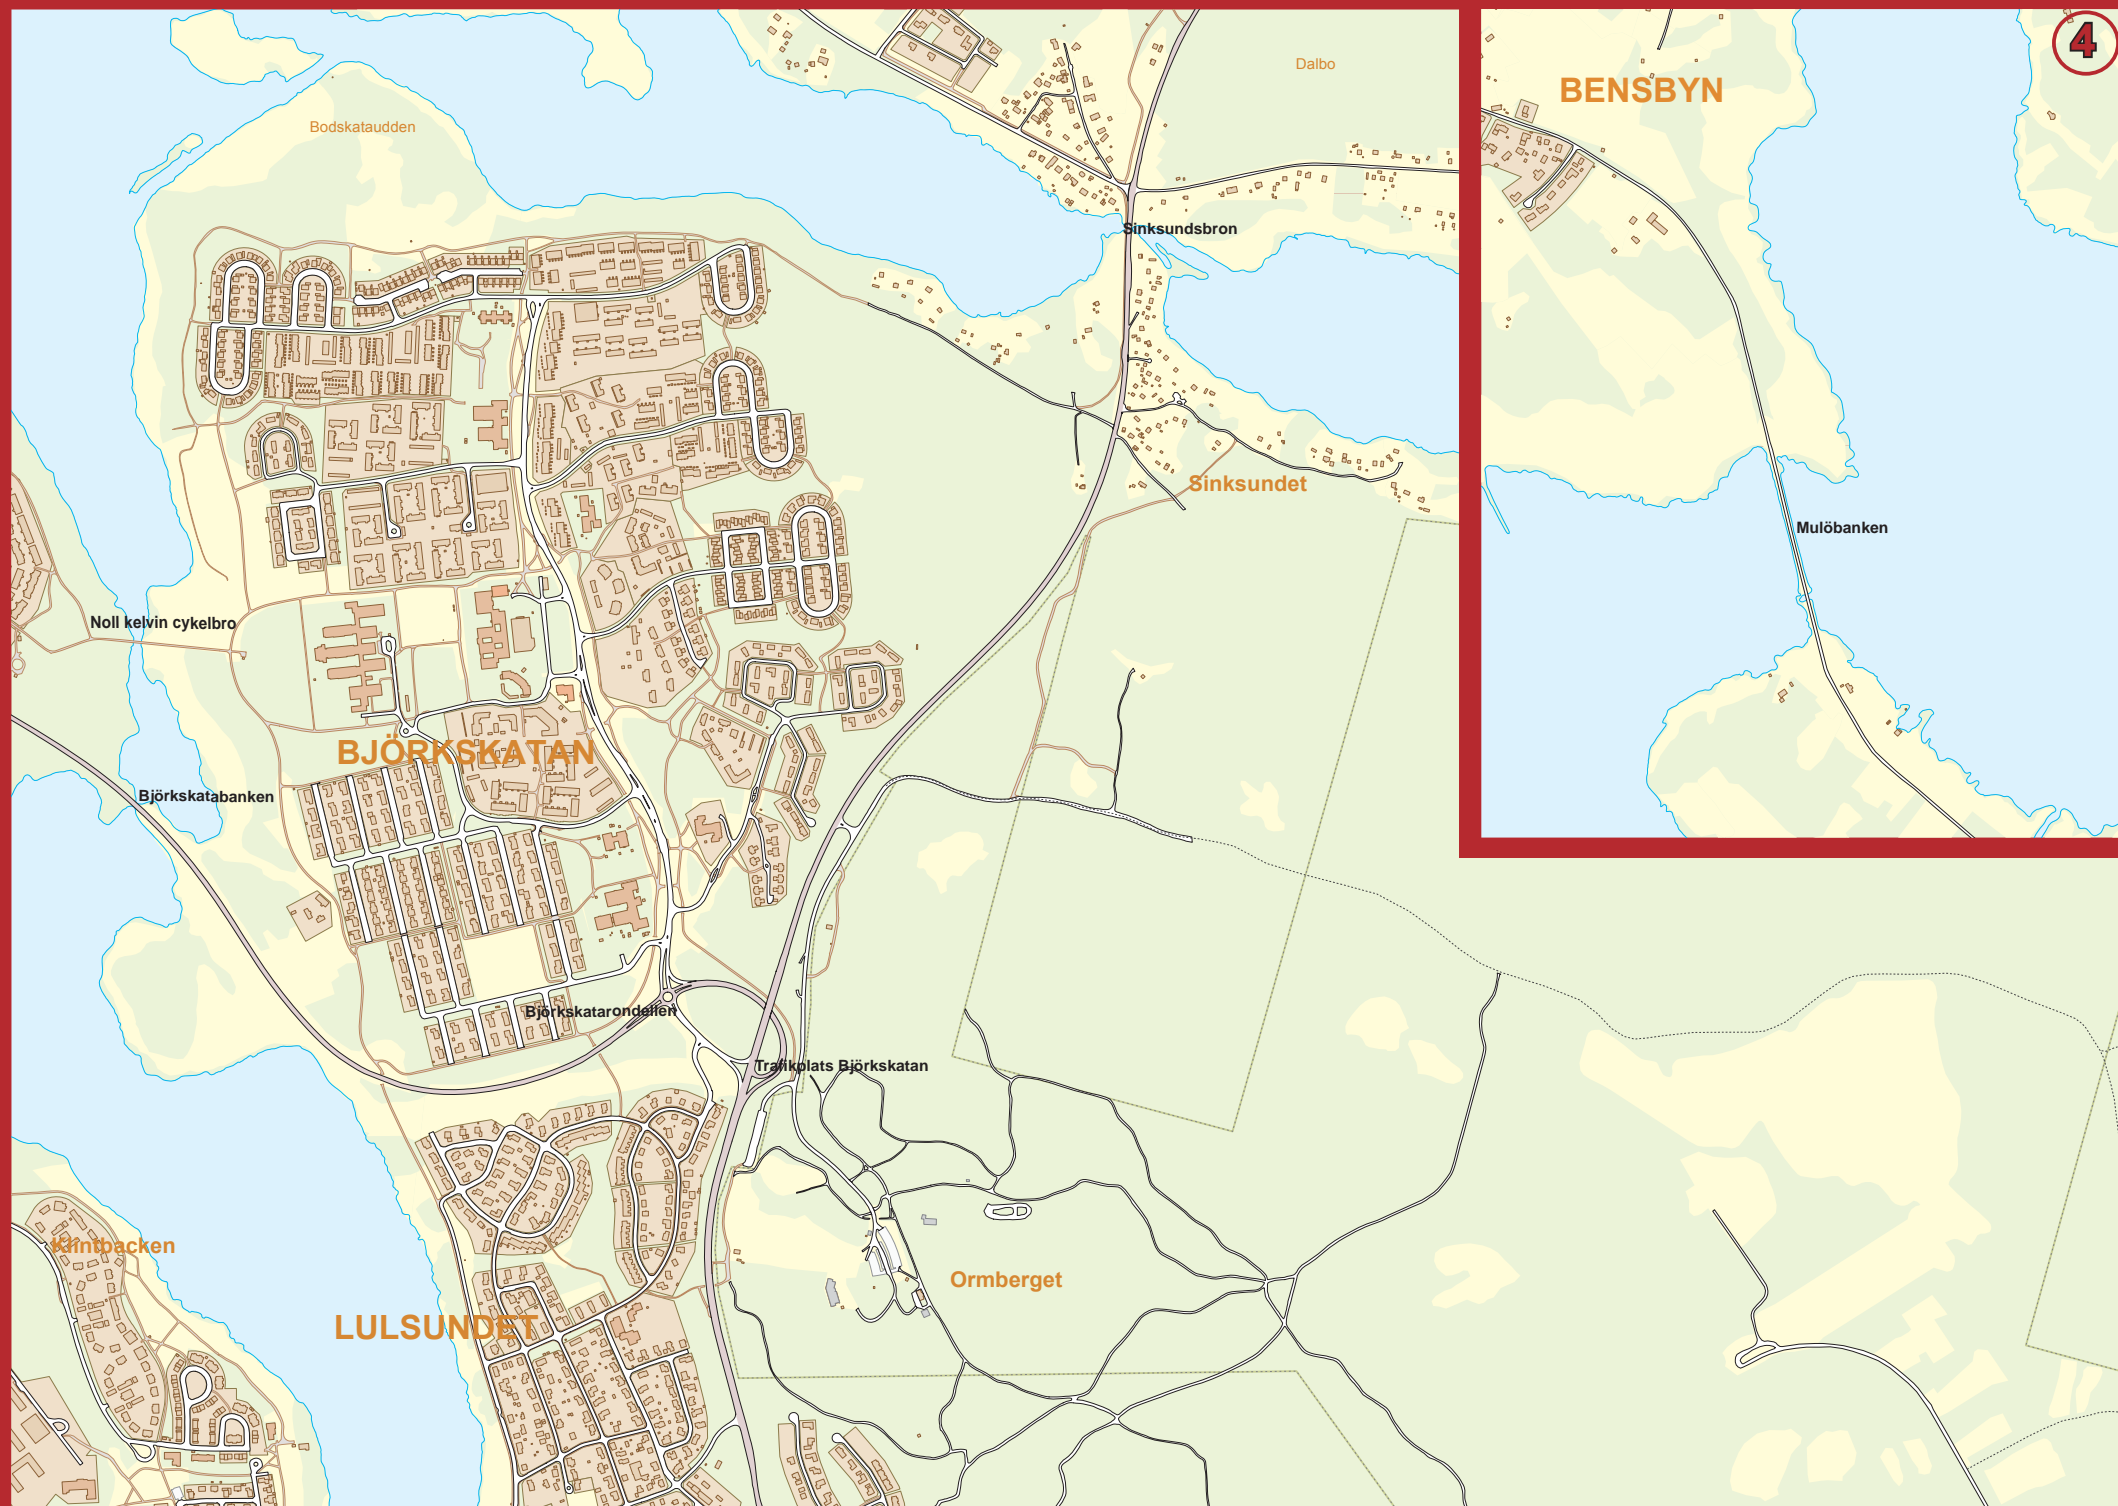 4
Dalbo
BENSBYN
Bodskataudden
Sinksundsbron
Sinksundet
Mulöbanken
Noll kelvin cykelbro
BJÖRKSKATAN
Björkskatabanken
Björkskatarondellen
Trafikplats Björkskatan
Klintbacken
Ormberget
LULSUNDET